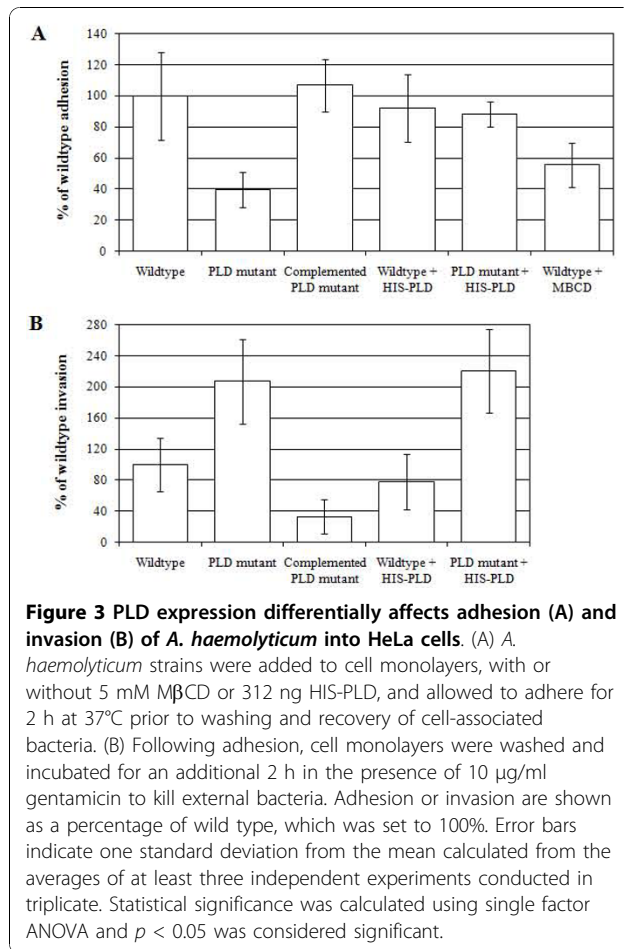 A
% of wildtype adhesion
140
120
100
80
60
40
20
0
Wildtype PLD mutant Complemented PLD mutant Wildtype + HIS-PLD PLD mutant + HIS-PLD Wildtype + MBCD
B
% of wildtype invasion
280
240
200
160
120
80
40
0
Wildtype PLD mutant Complemented PLD mutant Wildtype + HIS-PLD PLD mutant + HIS-PLD
Figure 3 PLD expression differentially affects adhesion (A) and
invasion (B) of A. haemolyticum into HeLa cells. (A) A.
haemolyticum strains were added to cell monolayers, with or
without 5 mM MβCD or 312 ng HIS-PLD, and allowed to adhere for
2 h at 37°C prior to washing and recovery of cell-associated
bacteria. (B) Following adhesion, cell monolayers were washed and
incubated for an additional 2 h in the presence of 10 μg/ml
gentamicin to kill external bacteria. Adhesion or invasion are shown
as a percentage of wild type, which was set to 100%. Error bars
indicate one standard deviation from the mean calculated from the
averages of at least three independent experiments conducted in
triplicate. Statistical significance was calculated using single factor
ANOVA and p < 0.05 was considered significant.